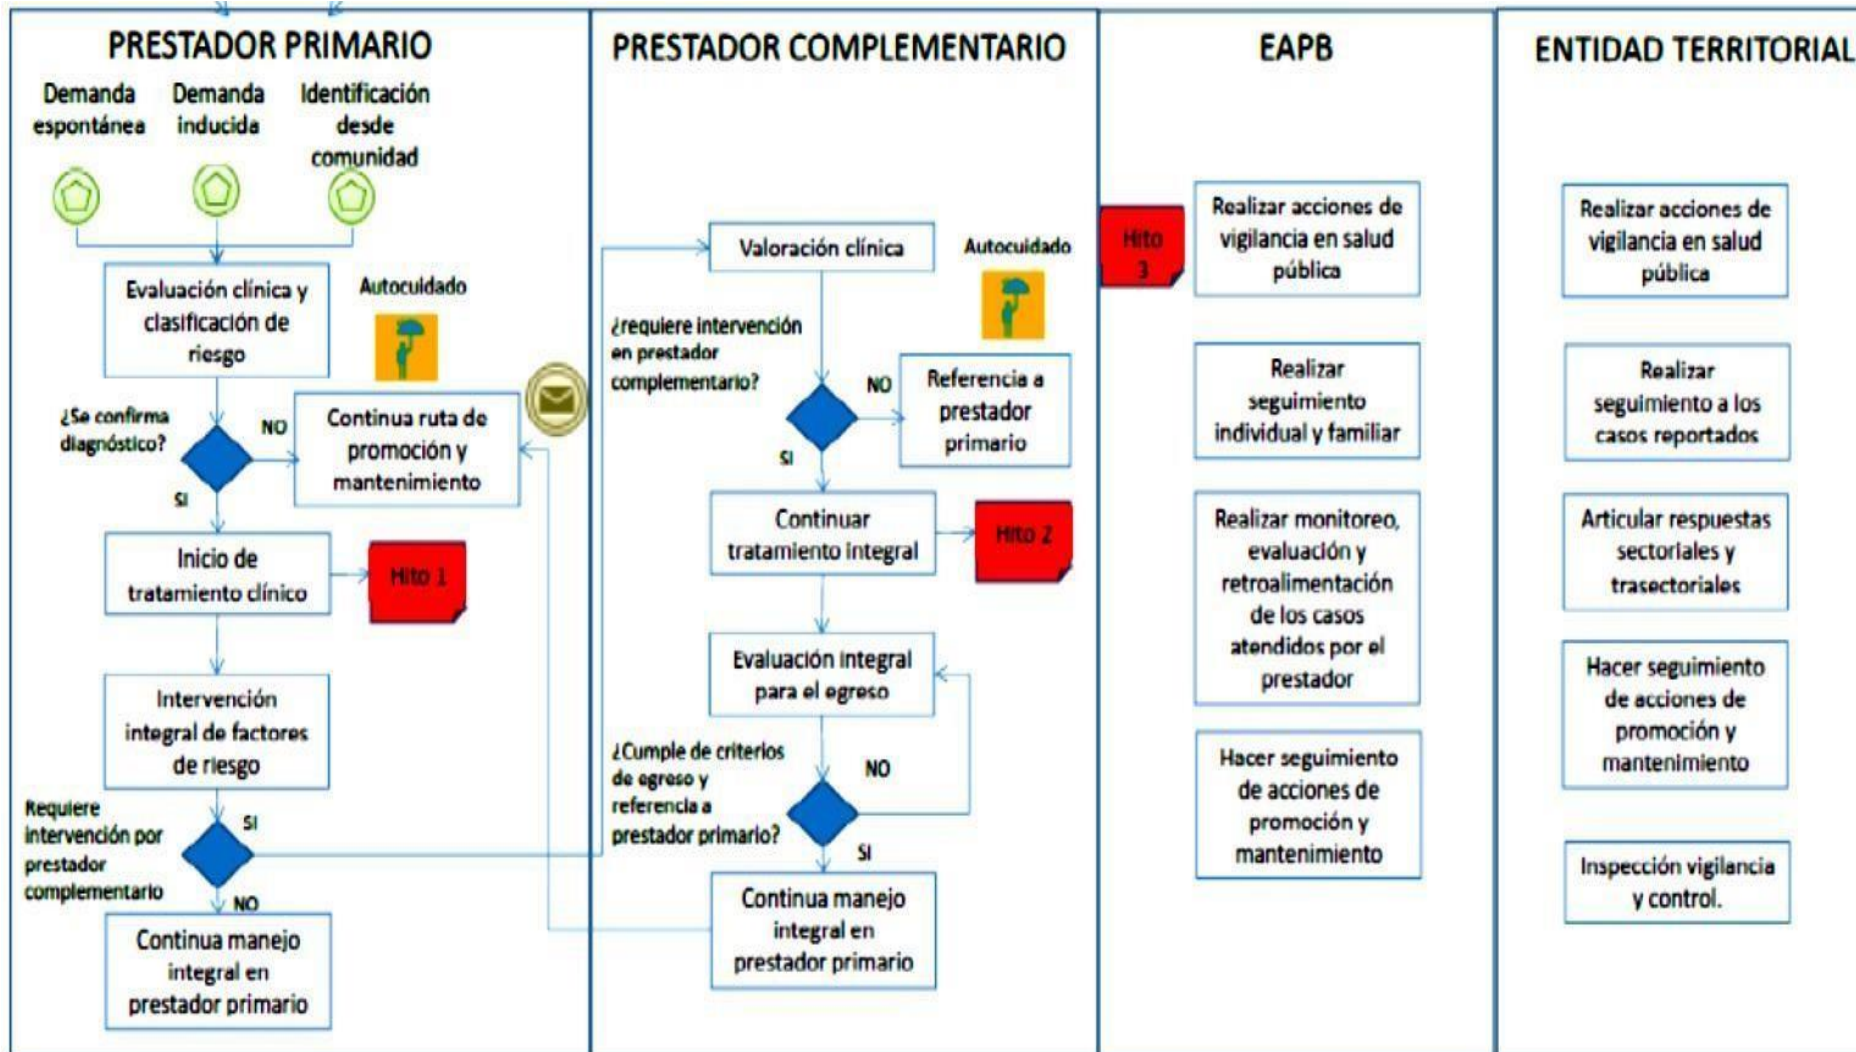 PRESTADOR PRIMARIO
Demanda
espontánea
Demanda
inducida
Identificación
desde
comunidad
Evaluación clínica y
clasificación de
riesgo
Autocuidado
¿Se confirma
diagnóstico?
NO
Continua ruta de
promoción y
mantenimiento
SI
Inicio de
tratamiento clínico
Hito 1
Intervención
integral de factores
de riesgo
Requiere
intervención por
prestador
complementario
SI
NO
Continua manejo
integral en
prestador primario
PRESTADOR COMPLEMENTARIO
Valoración clínica
Autocuidado
¿requiere intervención
en prestador
complementario?
NO
Referencia a
prestador
primario
SI
Continuar
tratamiento integral
Hito 2
Evaluación integral
para el egreso
¿Cumple de criterios
de egreso y
referencia a
prestador primario?
NO
SI
Continua manejo
integral en
prestador primario
EAPB
Hito
3
Realizar acciones de
vigilancia en salud
pública
Realizar
seguimiento
individual y familiar
Realizar monitoreo,
evaluación y
retroalimentación
de los casos
atendidos por el
prestador
Hacer seguimiento
de acciones de
promoción y
mantenimiento
ENTIDAD TERRITORIAL
Realizar acciones de
vigilancia en salud
pública
Realizar
seguimiento a los
casos reportados
Articular respuestas
sectoriales y
trasectoriales
Hacer seguimiento
de acciones de
promoción y
mantenimiento
Inspección vigilancia
y control.